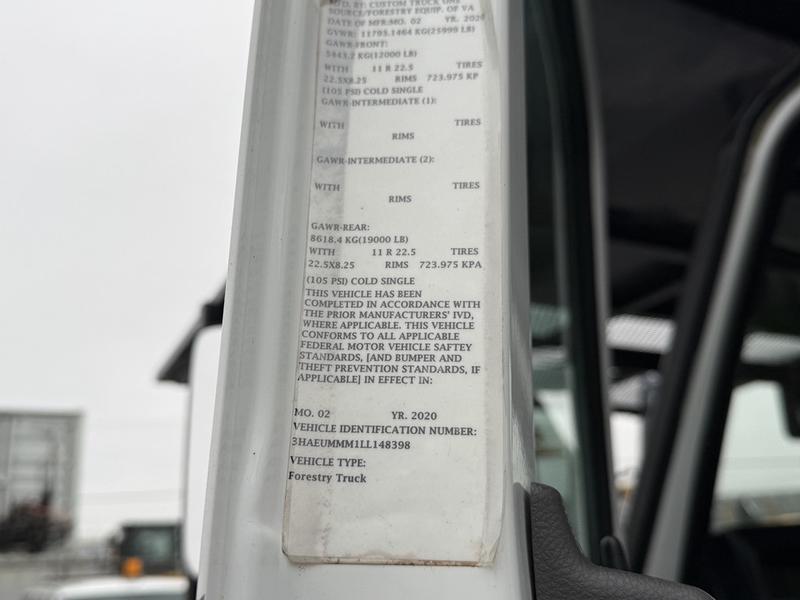 MFD. BY: CUSTOM TRUCK ONE
SOURCE/FORESTRY EQUIP. OF VA
DATE OF MFR:MO. 02 YR. 2020
GVWR: 11793.1464 KG(25999 LB)
GAWR-FRONT:
5443.2 KG(12000 LB)
WITH 11 R 22.5 TIRES
22.5X8.25 RIMS 723.975 KP
(105 PSI) COLD SINGLE
GAWR-INTERMEDIATE (1):
WITH TIRES
RIMS
GAWR-INTERMEDIATE (2):
WITH TIRES
RIMS
GAWR-REAR:
8618.4 KG(19000 LB)
WITH 11 R 22.5 TIRES
22.5X8.25 RIMS 723.975 KPA
(105 PSI) COLD SINGLE
THIS VEHICLE HAS BEEN
COMPLETED IN ACCORDANCE WITH
THE PRIOR MANUFACTURERS' IVD,
WHERE APPLICABLE. THIS VEHICLE
CONFORMS TO ALL APPLICABLE
FEDERAL MOTOR VEHICLE SAFTEY
STANDARDS, [AND BUMPER AND
THEFT PREVENTION STANDARDS, IF
APPLICABLE] IN EFFECT IN:
MO. 02 YR. 2020
VEHICLE IDENTIFICATION NUMBER:
3HAEUMMM1LL148398
VEHICLE TYPE:
Forestry Truck